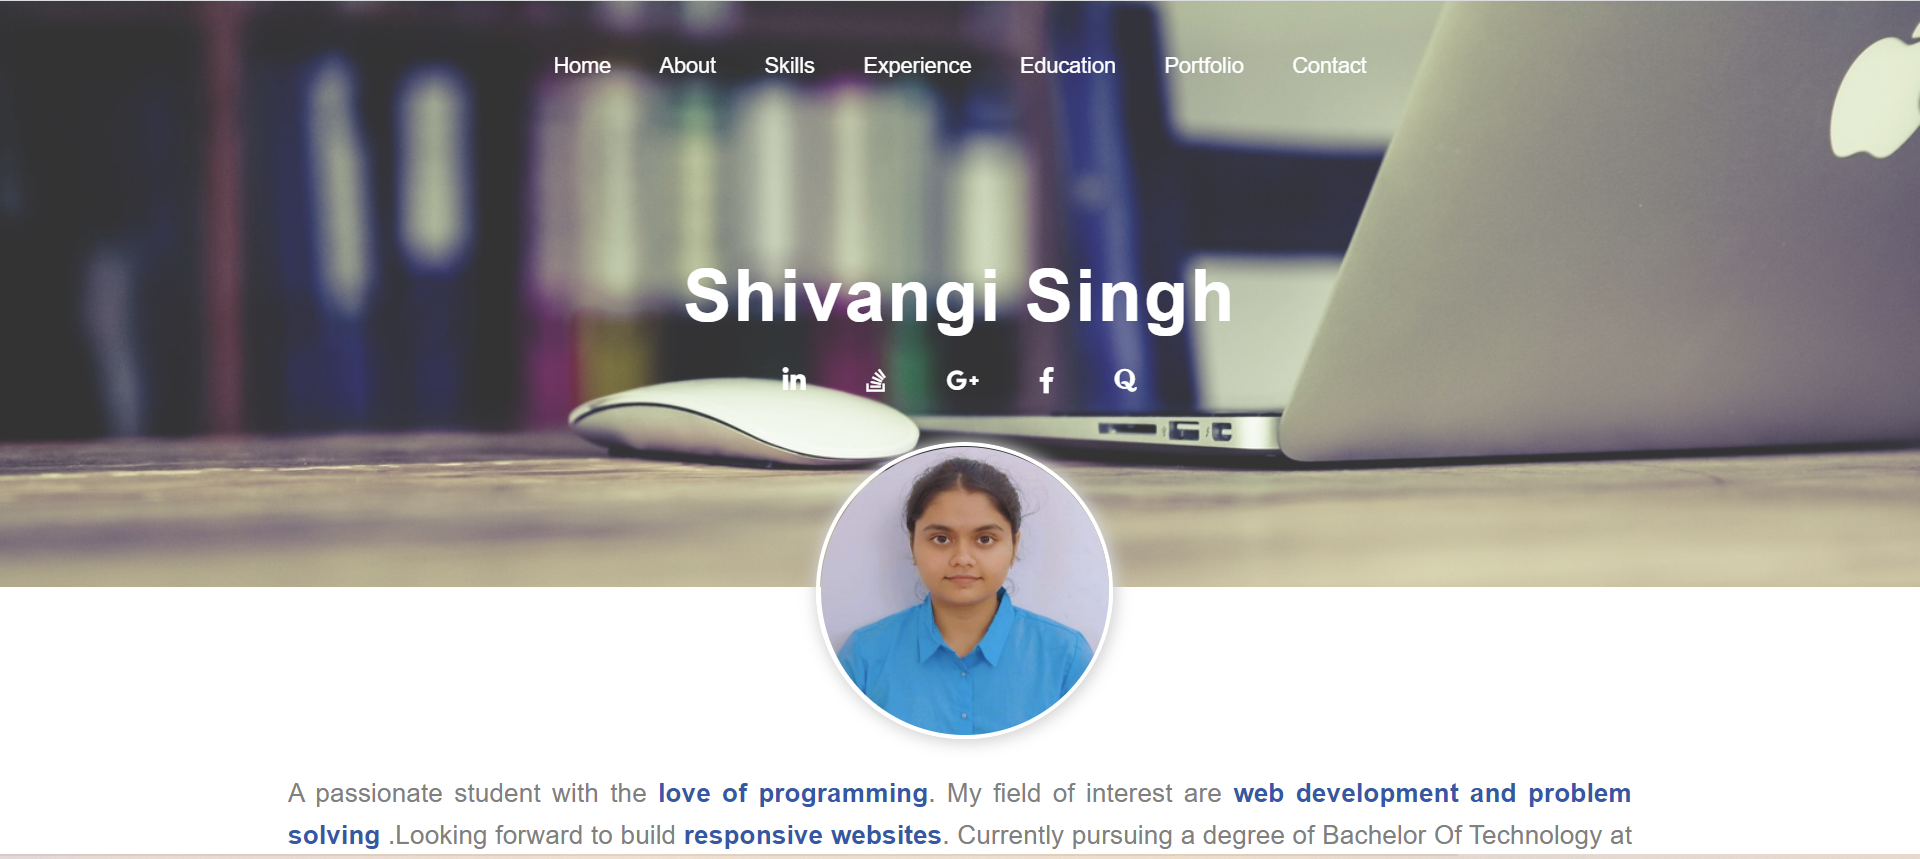 Home About Skills Experience Education Portfolio Contact
Shivangi Singh
A passionate student with the love of programming. My field of interest are web development and problem
solving .Looking forward to build responsive websites. Currently pursuing a degree of Bachelor Of Technology at